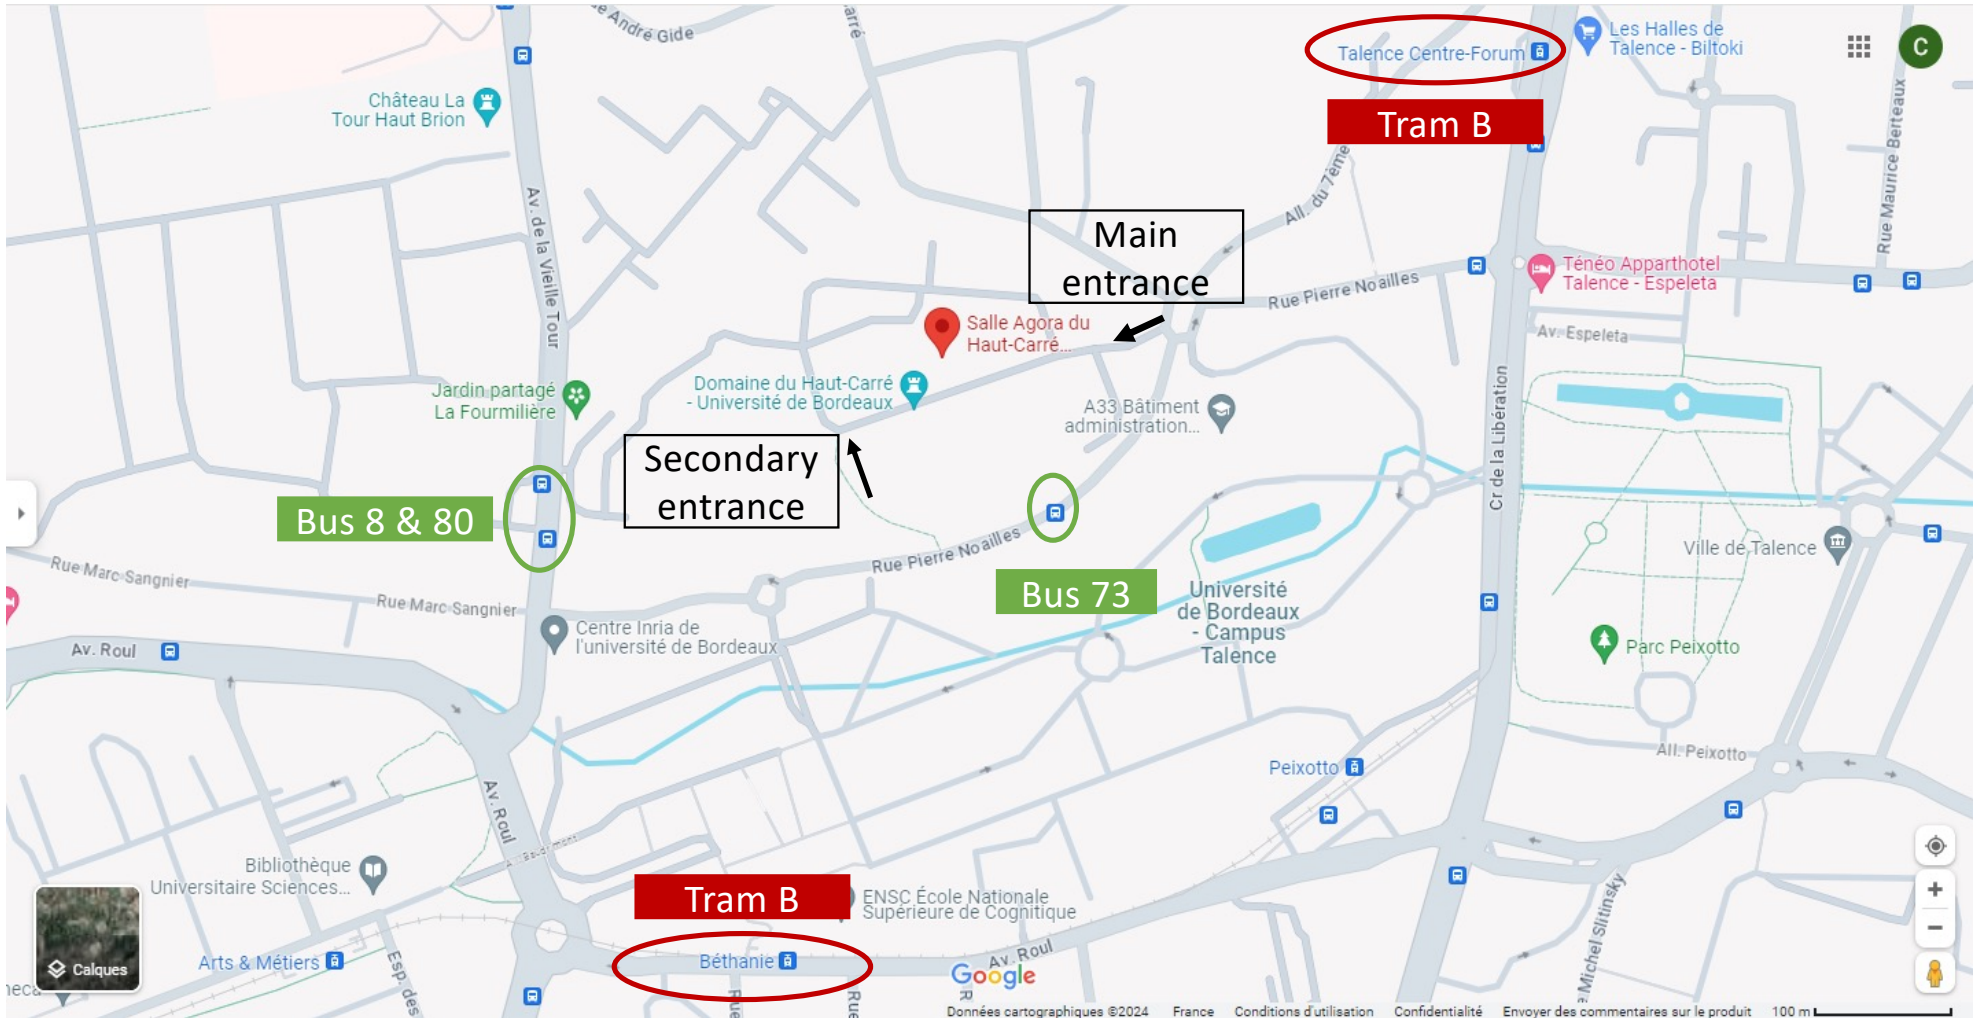 André Gide
arré
Talence Centre-Forum
Les Halles de
Talence - Biltoki
C
Château La
Tour Haut Brion
Tram B
Rue Maurice Berteaux
Av. de la Vieille Tour
All. du 7ème
Main
entrance
Rue Pierre Noailles
Ténéo Apparthotel
Talence - Espeleta
Av. Espeleta
Salle Agora du
Haut-Carré...
Domaine du Haut-Carré
- Université de Bordeaux
Jardin partagé
La Fourmilière
A33 Bâtiment
administration...
Cr de la Libération
Secondary
entrance
Bus 8 & 80
Rue Pierre Noailles
Bus 73
Ville de Talence
Rue Marc Sangnier
Rue Marc Sangnier
Université
de Bordeaux
- Campus
Talence
Centre Inria de
l'université de Bordeaux
Av. Roul
Parc Peixotto
All. Peixotto
Peixotto
Av. Roul
Bibliothèque
Universitaire Sciences...
Tram B
ENSC École Nationale
Supérieure de Cognitique
Michel Slitinsky
Calques
Arts & Métiers
Esp. des
Béthanie
Av. Roul
Rue
Rue
R
Google
heca
Données cartographiques ©2024 France Conditions d'utilisation Confidentialité Envoyer des commentaires sur le produit 100 m